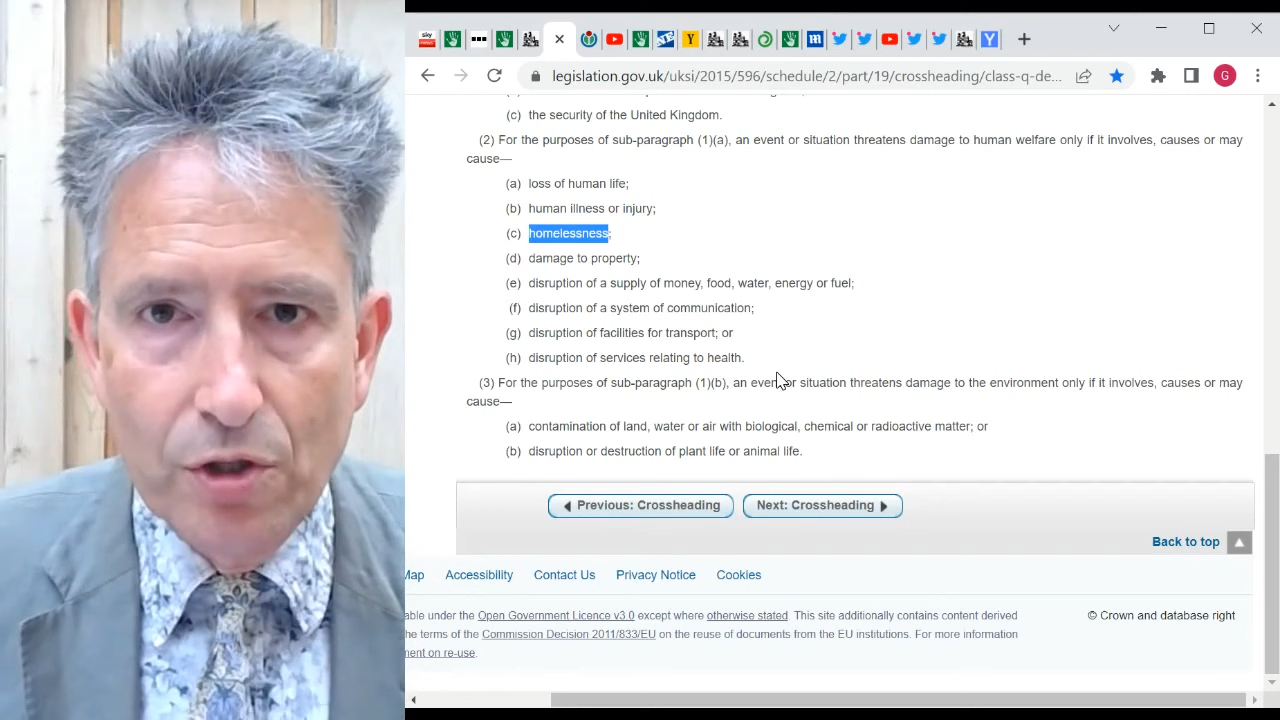 sky
news
legislation.gov.uk/uksi/2015/596/schedule/2/part/19/crossheading/class-q-de...
G
(c) the security of the United Kingdom.
(2) For the purposes of sub-paragraph (1)(a), an event or situation threatens damage to human welfare only if it involves, causes or may
cause—
(a) loss of human life;
(b) human illness or injury;
(c) homelessness;
(d) damage to property;
(e) disruption of a supply of money, food, water, energy or fuel;
(f) disruption of a system of communication;
(g) disruption of facilities for transport; or
(h) disruption of services relating to health.
(3) For the purposes of sub-paragraph (1)(b), an event or situation threatens damage to the environment only if it involves, causes or may
cause—
(a) contamination of land, water or air with biological, chemical or radioactive matter; or
(b) disruption or destruction of plant life or animal life.
Previous: Crossheading Next: Crossheading
Back to top
Map Accessibility Contact Us Privacy Notice Cookies
able under the Open Government Licence v3.0 except where otherwise stated. This site additionally contains content derived © Crown and database right
he terms of the Commission Decision 2011/833/EU on the reuse of documents from the EU institutions. For more information
ment on re-use.